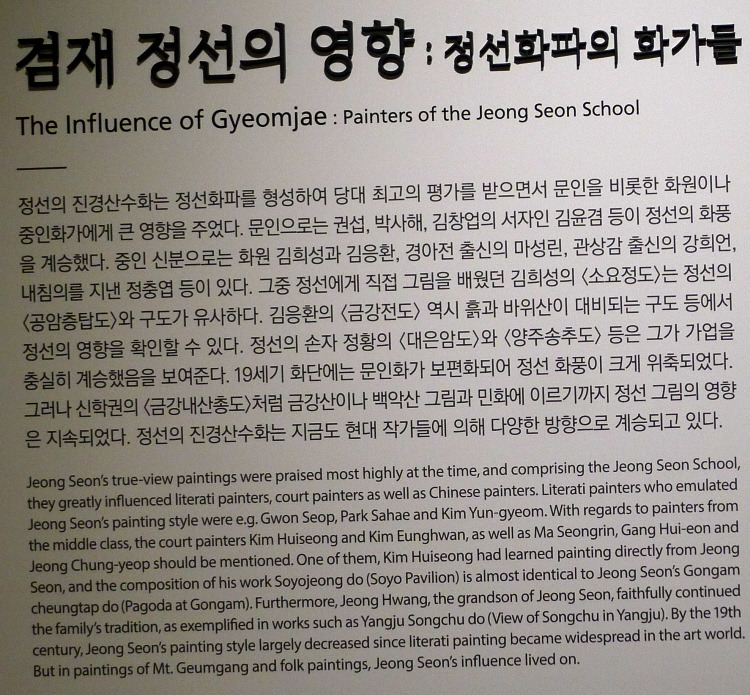 겸재 정선의 영향 : 정선화파의 화가들
The Influence of Gyeomjae : Painters of the Jeong Seon School
정선의 진경산수화는 정선화파를 형성하여 당대 최고의 평가를 받으면서 문인을 비롯한 화원이나
중인화가에게 큰 영향을 주었다. 문인으로는 권섭, 박사해, 김창업의 서자인 김윤겸 등이 정선의 화풍
을 계승했다. 중인 신분으로는 화원 김희성과 김응환, 경아전 출신의 마성린, 관상감 출신의 강희언,
내침의를 지낸 정충엽 등이 있다. 그중 정선에게 직접 그림을 배웠던 김희성의 〈소요정도〉는 정선의
〈공암층탑도〉와 구도가 유사하다. 김응환의 〈금강전도〉 역시 흙과 바위산이 대비되는 구도 등에서
정선의 영향을 확인할 수 있다. 정선의 손자 정황의 〈대은암도〉와 〈양주송추도〉 등은 그가 가업을
충실히 계승했음을 보여준다. 19세기 화단에는 문인화가 보편화되어 정선 화풍이 크게 위축되었다.
그러나 신학권의 〈금강내산총도〉처럼 금강산이나 백악산 그림과 민화에 이르기까지 정선 그림의 영향
은 지속되었다. 정선의 진경산수화는 지금도 현대 작가들에 의해 다양한 방향으로 계승되고 있다.
Jeong Seon's true-view paintings were praised most highly at the time, and comprising the Jeong Seon School,
they greatly influenced literati painters, court painters as well as Chinese painters. Literati painters who emulated
Jeong Seon's painting style were e.g. Gwon Seop, Park Sahae and Kim Yun-gyeom. With regards to painters from
the middle class, the court painters Kim Huiseong and Kim Eunghwan, as well as Ma Seongrin, Gang Hui-eon and
Jeong Chung-yeop should be mentioned. One of them, Kim Huiseong had learned painting directly from Jeong
Seon, and the composition of his work Soyojeong do (Soyo Pavilion) is almost identical to Jeong Seon's Gongam
cheungtap do (Pagoda at Gongam). Furthermore, Jeong Hwang, the grandson of Jeong Seon, faithfully continued
the family's tradition, as exemplified in works such as Yangju Songchu do (View of Songchu in Yangju). By the 19th
century, Jeong Seon's painting style largely decreased since literati painting became widespread in the art world.
But in paintings of Mt. Geumgang and folk paintings, Jeong Seon's influence lived on.